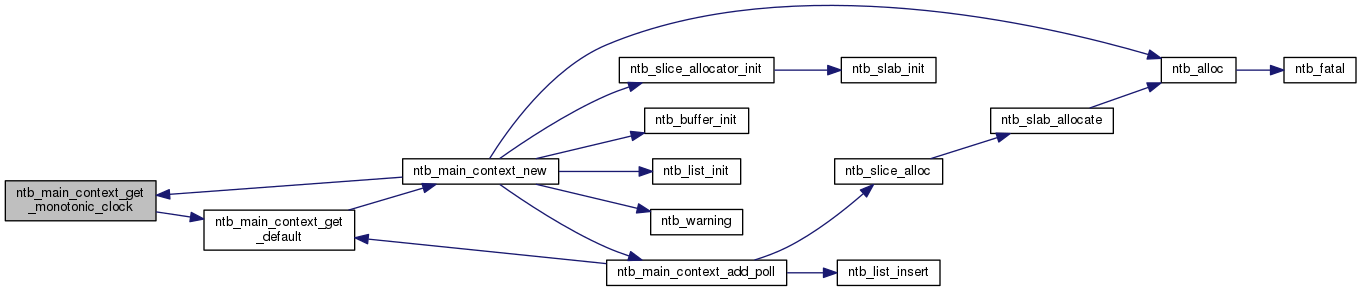 ntb_main_context_get
_monotonic_clock
ntb_main_context_get
_default
ntb_main_context_new
ntb_slice_allocator_init
ntb_slab_init
ntb_buffer_init
ntb_list_init
ntb_warning
ntb_main_context_add_poll
ntb_slice_alloc
ntb_list_insert
ntb_slab_allocate
ntb_alloc
ntb_fatal